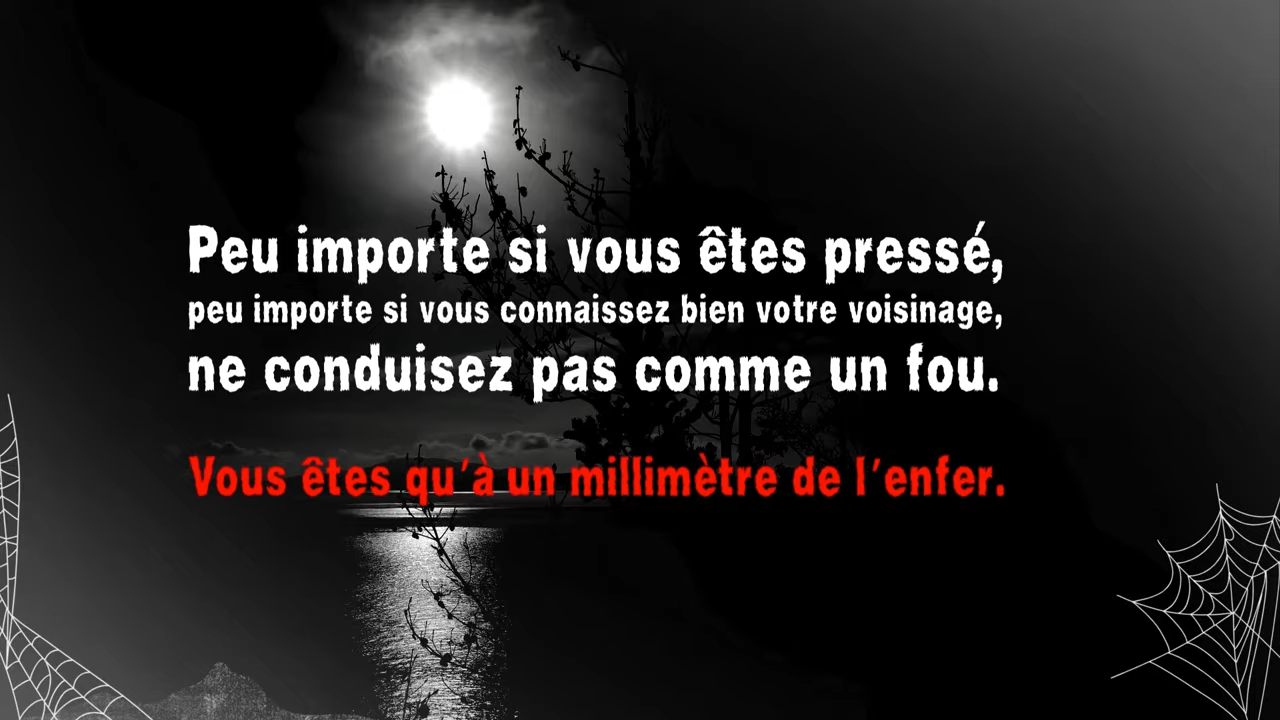 Peu importe si vous êtes pressé,
peu importe si vous connaissez bien votre voisinage,
ne conduisez pas comme un fou.
Vous êtes qu’à un millimètre de l’enfer.